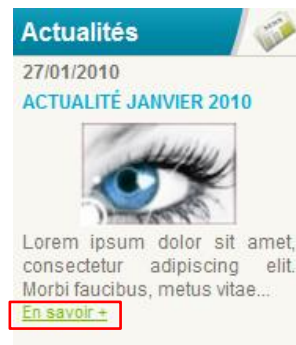 Actualités
27/01/2010
ACTUALITÉ JANVIER 2010
Lorem ipsum dolor sit amet,
consectetur adipiscing elit.
Morbi faucibus, metus vitae...
En savoir +